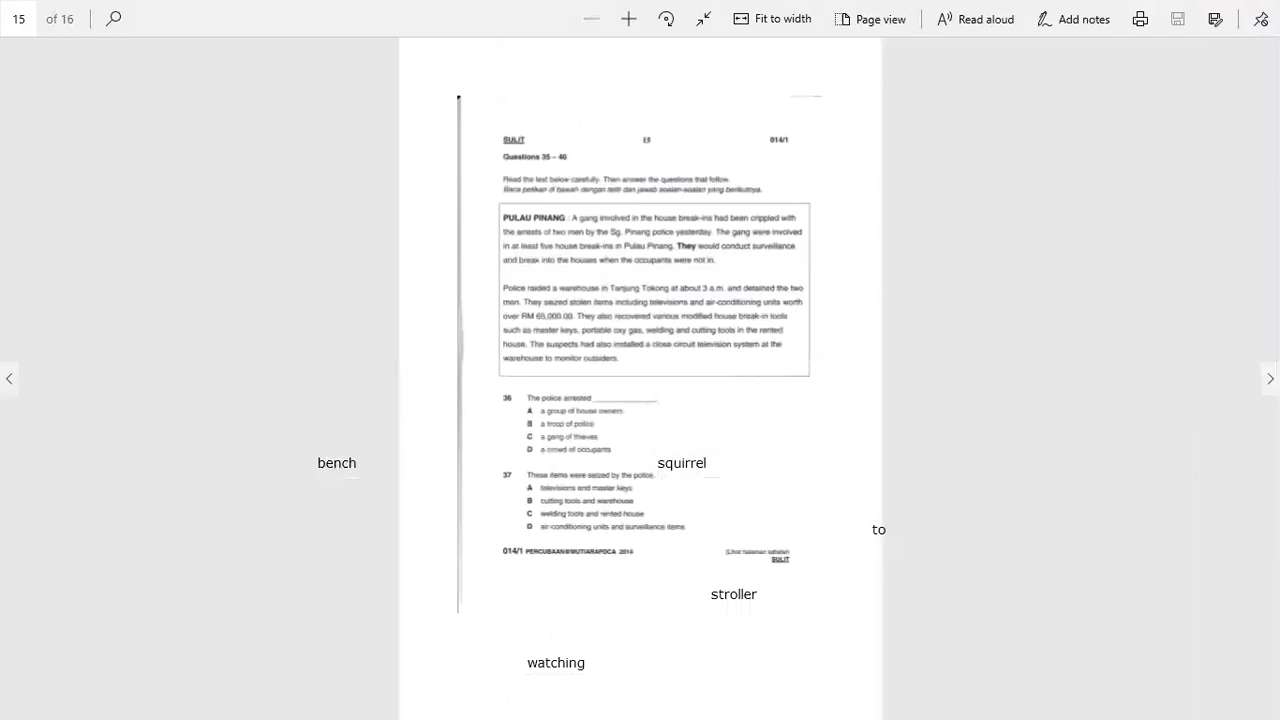 15 of 16 Fit to width Page view Read aloud Add notes
SULIT 15 014/1
Questions 35 – 40
Read the text below carefully. Then answer the questions that follow.
Baca petikan di bawah dengan teliti dan jawab soalan-soalan yang berikutnya.
PULAU PINANG : A gang involved in the house break-ins had been crippled with
the arrests of two men by the Sg. Pinang police yesterday. The gang were involved
in at least five house break-ins in Pulau Pinang. They would conduct surveillance
and break into the houses when the occupants were not in.
Police raided a warehouse in Tanjung Tokong at about 3 a.m. and detained the two
men. They seized stolen items including televisions and air-conditioning units worth
over RM 65,000.00. They also recovered various modified house break-in tools
such as master keys, portable oxy gas, welding and cutting tools in the rented
house. The suspects had also installed a close circuit television system at the
warehouse to monitor outsiders.
36 The police arrested ____________.
A a group of house owners
B a troop of police
C a gang of thieves
D a crowd of occupants
bench
squirrel
37 These items were seized by the police.
A televisions and master keys
B cutting tools and warehouse
C welding tools and rented house
D air-conditioning units and surveillance items
to
014/1 PERCUBAAN@MUTIARAPDCA 2014 [Lihat halaman sebelah
SULIT
stroller
watching